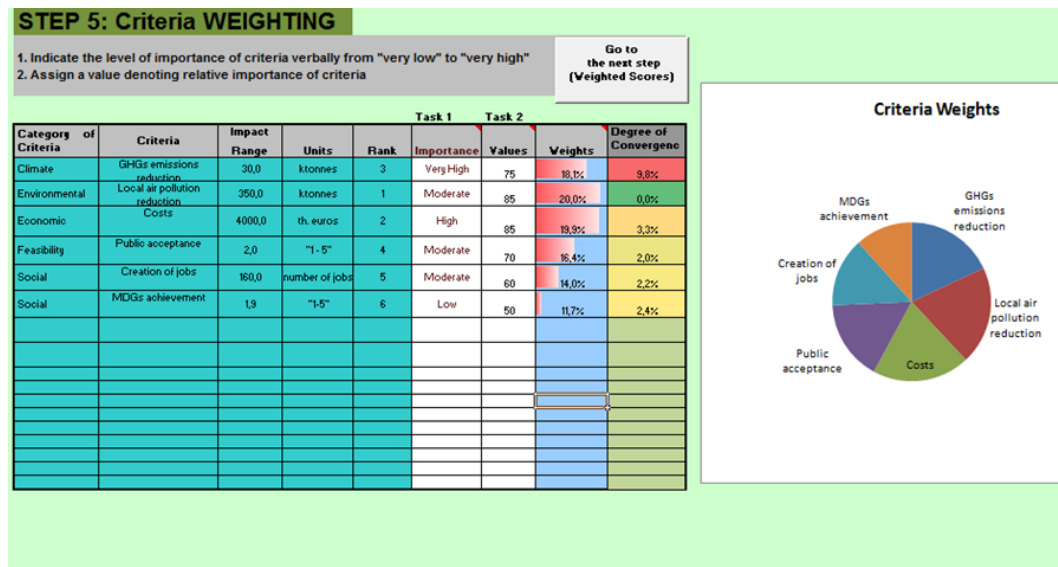 STEP 5: Criteria WEIGHTING
1. Indicate the level of importance of criteria verbally from "very low" to "very high"
2. Assign a value denoting relative importance of criteria
Go to
the next step
(Weighted Scores)
Task 1 Task 2
Category of Criteria Criteria Impact Range Units Rank Importance Values Weights Degree of Convergenc
Climate GHGs emissions reduction 30,0 ktonnes 3 Very High 75 18,1% 9,8%
Environmental Local air pollution reduction 350,0 ktonnes 1 Moderate 85 20,0% 0,0%
Economic Costs 4000,0 th. euros 2 High 85 19,9% 3,3%
Feasibility Public acceptance 2,0 "1 - 5" 4 Moderate 70 16,4% 2,0%
Social Creation of jobs 160,0 number of jobs 5 Moderate 60 14,0% 2,2%
Social MDGs achievement 1,9 "1-5" 6 Low 50 11,7% 2,4%
Criteria Weights
GHGs
emissions
reduction
Local air
pollution
reduction
Costs
Public
acceptance
Creation of
jobs
MDGs
achievement